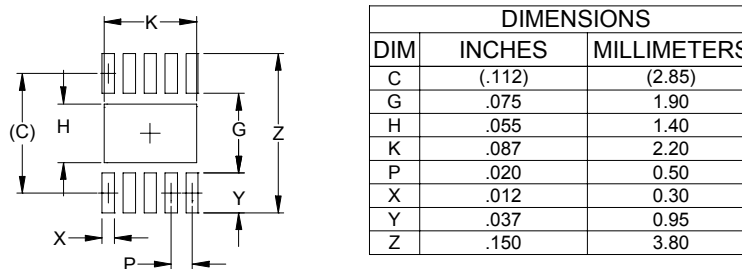 K
(C)
H
G
Z
Y
X
P
DIMENSIONS
DIM INCHES MILLIMETERS
C (.112) (2.85)
G .075 1.90
H .055 1.40
K .087 2.20
P .020 0.50
X .012 0.30
Y .037 0.95
Z .150 3.80